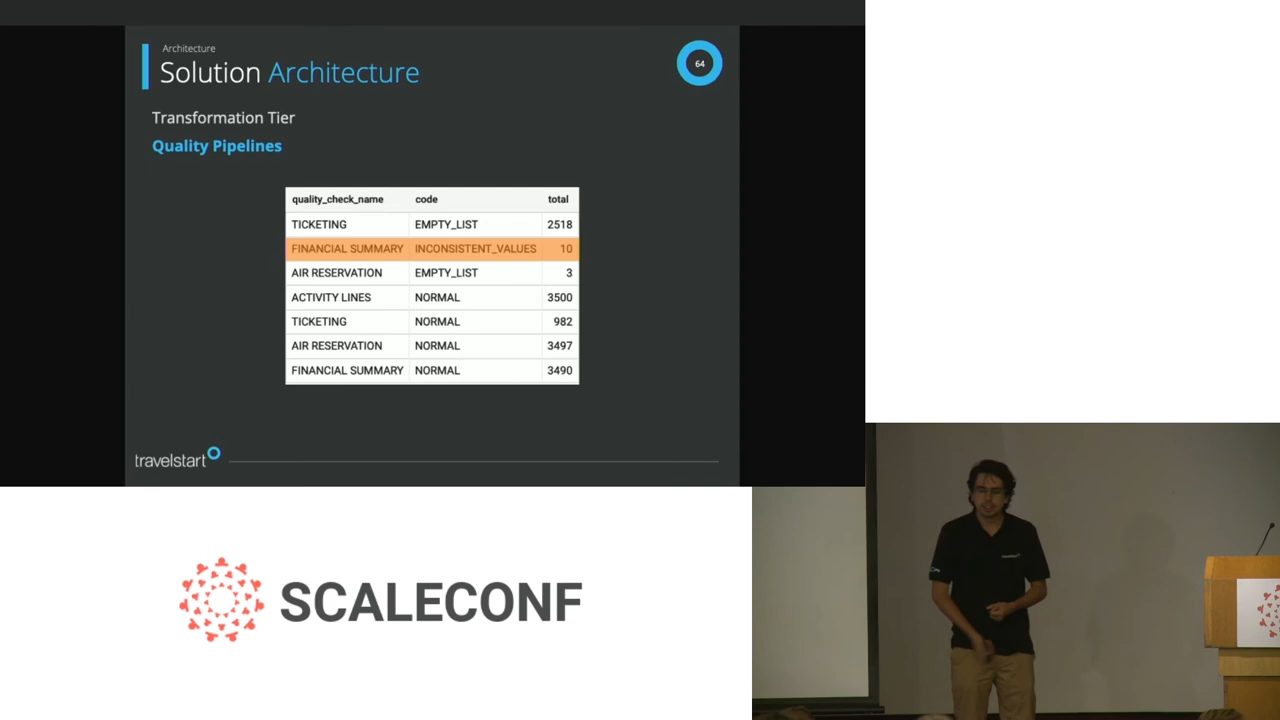 Architecture
Solution Architecture
64
Transformation Tier
Quality Pipelines
quality_check_name code total
TICKETING EMPTY_LIST 2518
FINANCIAL SUMMARY INCONSISTENT_VALUES 10
AIR RESERVATION EMPTY_LIST 3
ACTIVITY LINES NORMAL 3500
TICKETING NORMAL 982
AIR RESERVATION NORMAL 3497
FINANCIAL SUMMARY NORMAL 3490
travelstart
SCALECONF